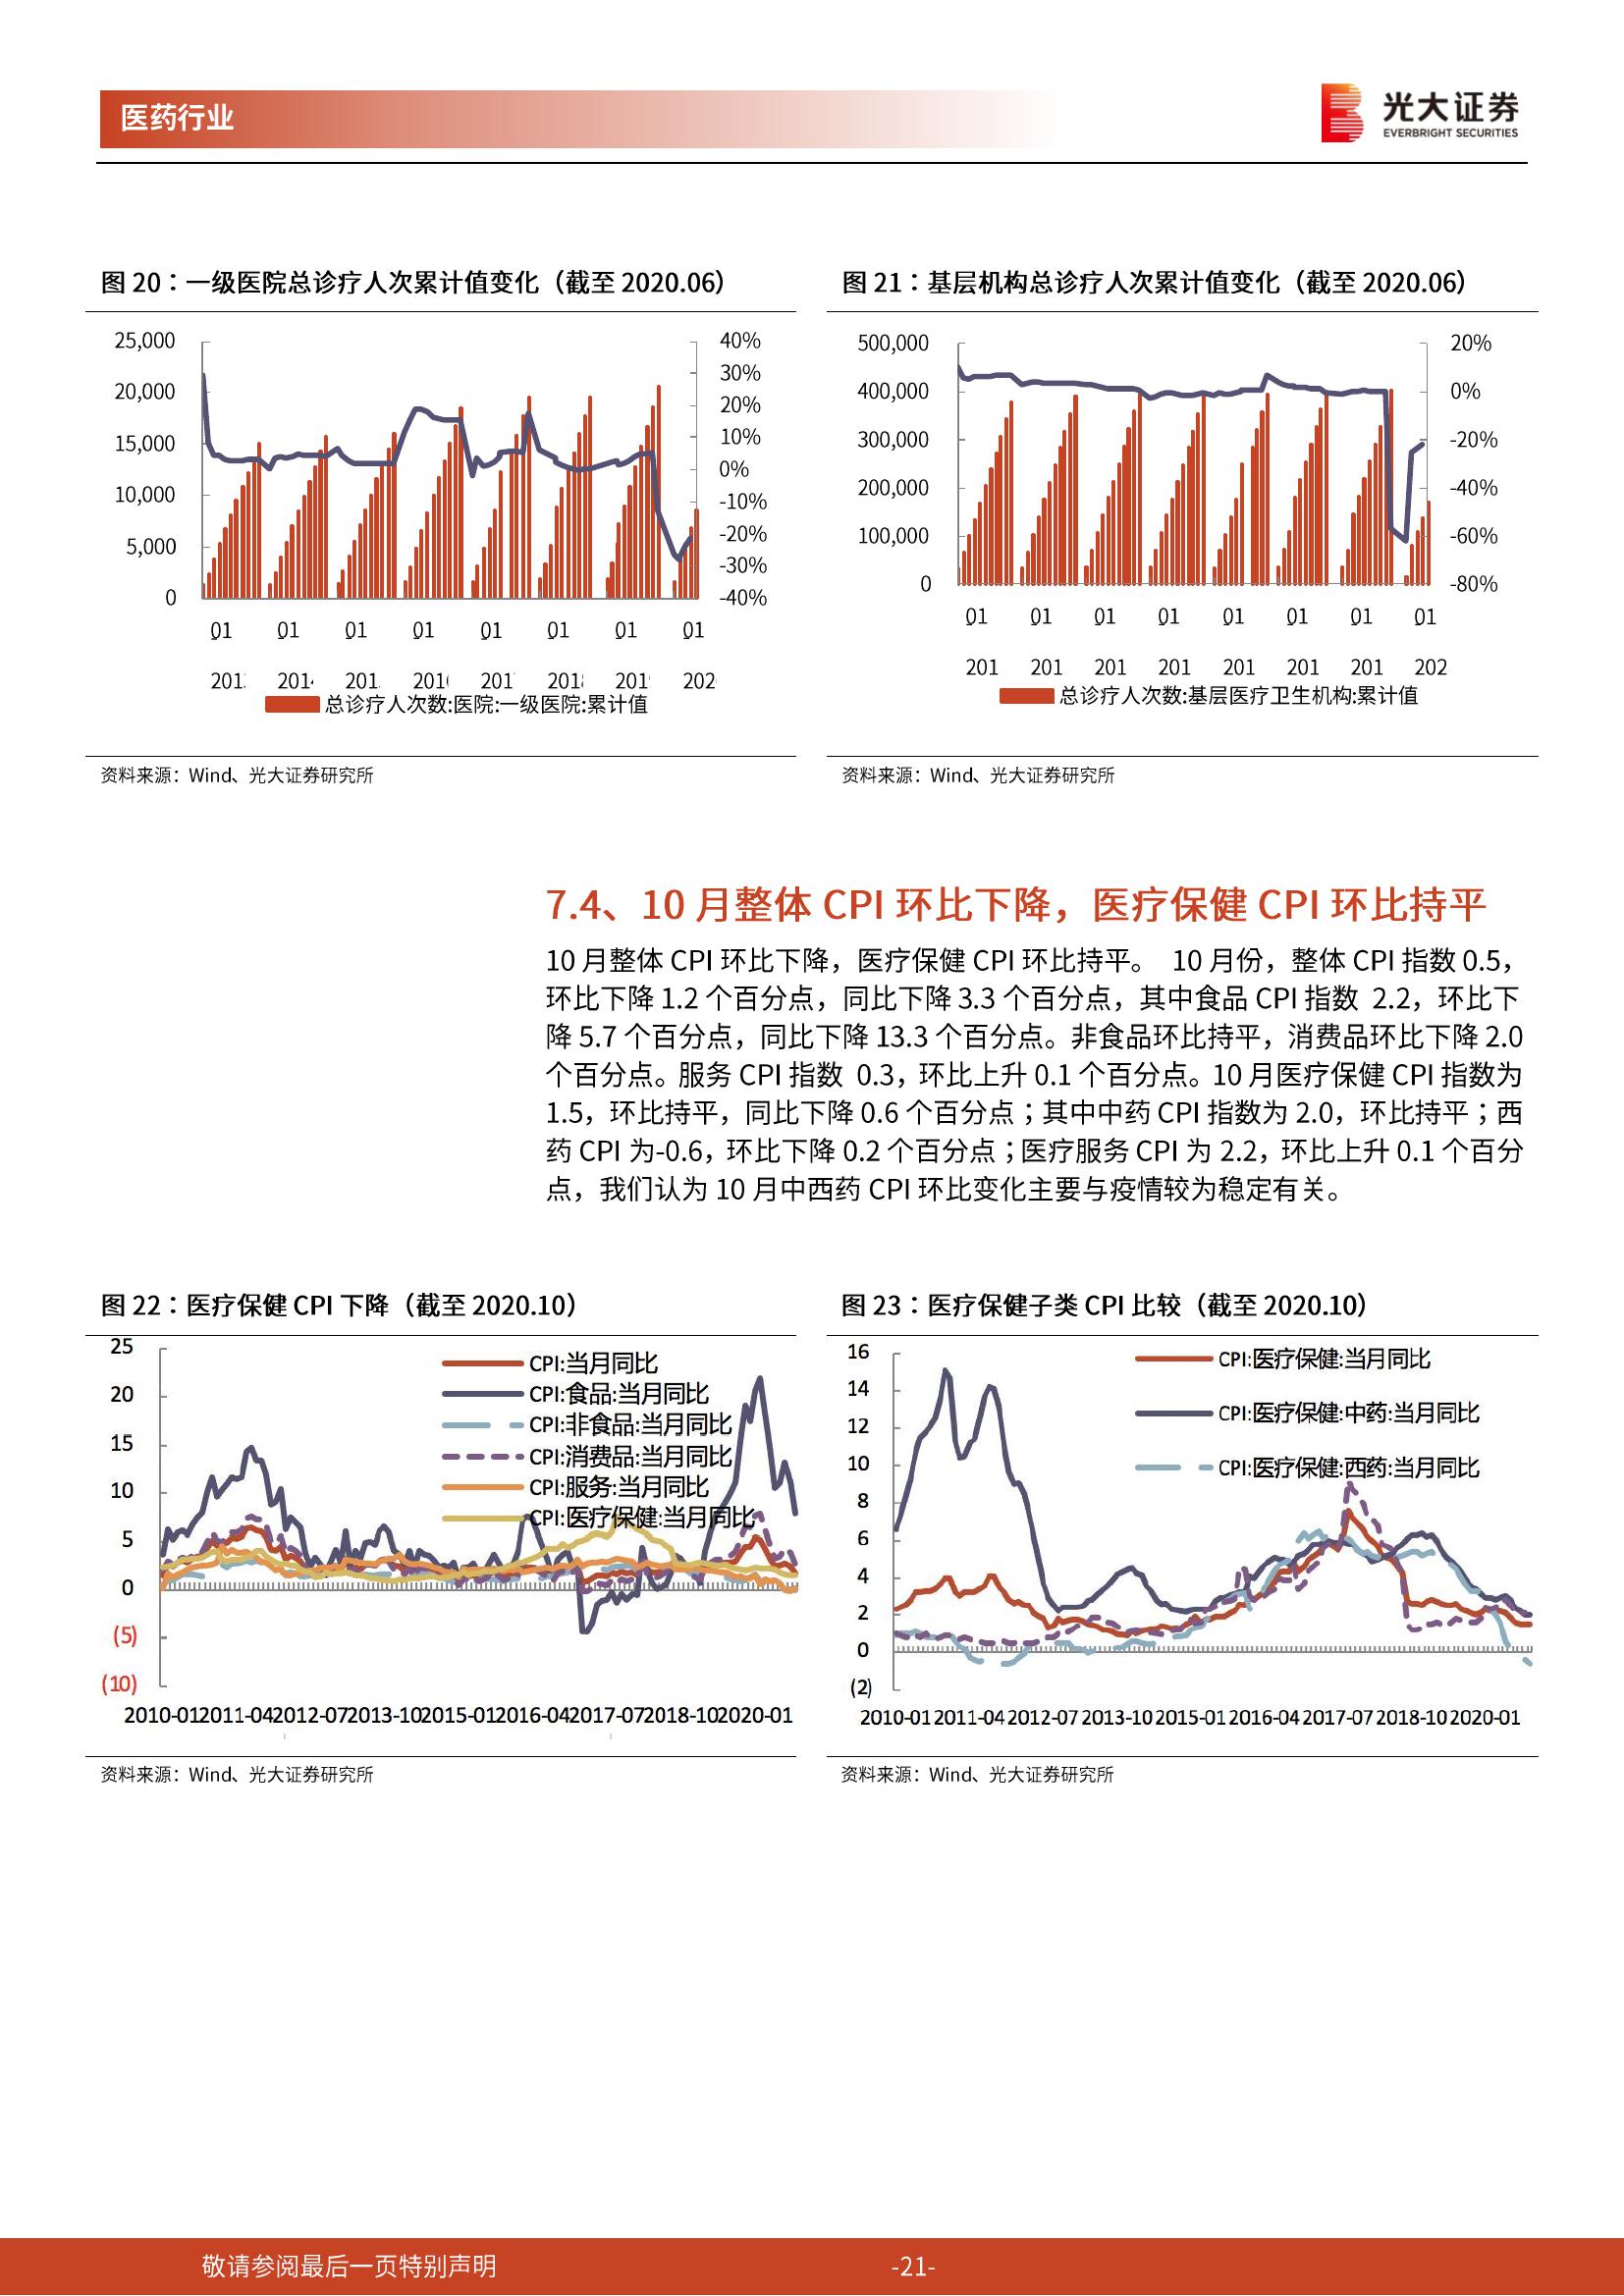 医药行业
光大证券
EVERBRIGHT SECURITIES
图 20：一级医院总诊疗人次累计值变化（截至 2020.06）
25,000
20,000
15,000
10,000
5,000
0
40%
30%
20%
10%
0%
-10%
-20%
-30%
-40%
01 01 01 01 01 01 01 01
201 201 201 201 201 201 201 202
总诊疗人次数:医院:一级医院:累计值
资料来源：Wind、光大证券研究所
图 21：基层机构总诊疗人次累计值变化（截至 2020.06）
500,000
400,000
300,000
200,000
100,000
0
20%
0%
-20%
-40%
-60%
-80%
01 01 01 01 01 01 01 01
201 201 201 201 201 201 201 202
总诊疗人次数:基层医疗卫生机构:累计值
资料来源：Wind、光大证券研究所
7.4、10 月整体 CPI 环比下降，医疗保健 CPI 环比持平
10 月整体 CPI 环比下降，医疗保健 CPI 环比持平。 10 月份，整体 CPI 指数 0.5，
环比下降 1.2 个百分点，同比下降 3.3 个百分点，其中食品 CPI 指数 2.2，环比下
降 5.7 个百分点，同比下降 13.3 个百分点。非食品环比持平，消费品环比下降 2.0
个百分点。服务 CPI 指数 0.3，环比上升 0.1 个百分点。10 月医疗保健 CPI 指数为
1.5，环比持平，同比下降 0.6 个百分点；其中中药 CPI 指数为 2.0，环比持平；西
药 CPI 为-0.6，环比下降 0.2 个百分点；医疗服务 CPI 为 2.2，环比上升 0.1 个百分
点，我们认为 10 月中西药 CPI 环比变化主要与疫情较为稳定有关。
图 22：医疗保健 CPI 下降（截至 2020.10）
25
20
15
10
5
0
(5)
(10)
CPI:当月同比
CPI:食品:当月同比
CPI:非食品:当月同比
CPI:消费品:当月同比
CPI:服务:当月同比
CPI:医疗保健:当月同比
2010-01 2011-04 2012-07 2013-10 2015-01 2016-04 2017-07 2018-10 2020-01
资料来源：Wind、光大证券研究所
图 23：医疗保健子类 CPI 比较（截至 2020.10）
16
14
12
10
8
6
4
2
0
(2)
CPI:医疗保健:当月同比
CPI:医疗保健:中药:当月同比
CPI:医疗保健:西药:当月同比
2010-01 2011-04 2012-07 2013-10 2015-01 2016-04 2017-07 2018-10 2020-01
资料来源：Wind、光大证券研究所
敬请参阅最后一页特别声明
-21-